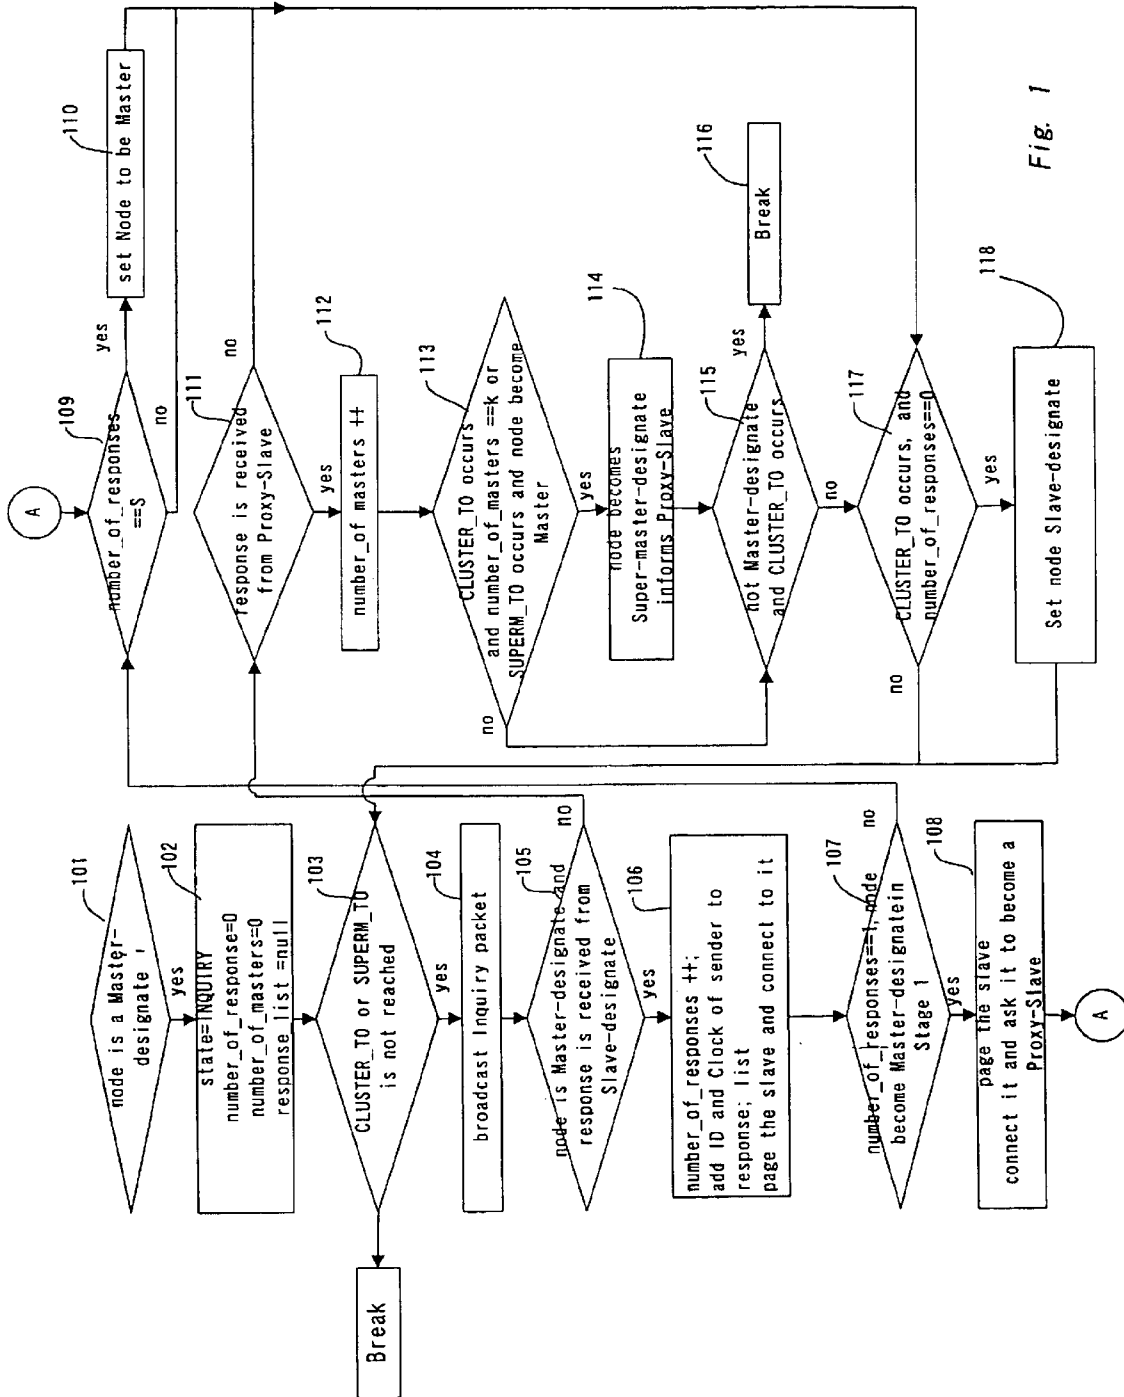 101
node is a Master-
designate '
yes
102
state=INQUIRY
number_of_response=0
number_of_masters=0
response list =null
103
CLUSTER_TO or SUPERM_TO
is not reached
Break
yes
104
broadcast Inquiry packet
105
node is Master-designate and
response is received from
Slave-designate
no
yes
106
number_of_responses ++;
add ID and Clock of sender to
response; list
page the slave and connect to it
107
number_of_responses==1, node
become Master-designatein
Stage 1
no
yes
108
page the slave
connect it and ask it to become a
Proxy-Slave
A
A
109
number_of_responses
==S
yes
no
110
set Node to be Master
111
response is received
from Proxy-Slave
no
yes
112
number_of masters ++
113
CLUSTER_TO occurs
and number_of_masters ==k or
SUPERM_TO occurs and node become
Master
no
yes
114
node becomes
Super-master-designate
informs Proxy-Slave
115
not Master-designate
and CLUSTER_TO occurs
yes
no
116
Break
117
CLUSTER_TO occurs, and
number_of_responses==0
no
yes
118
Set node Slave-designate
Fig. 1